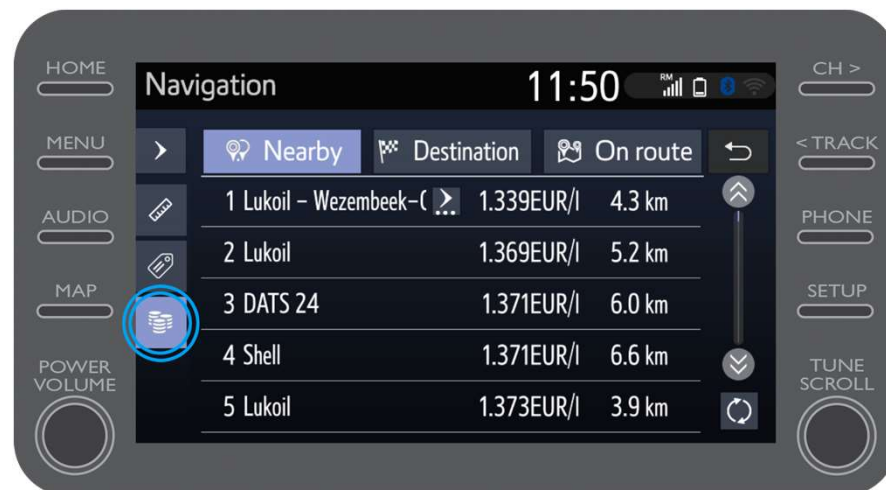 HOME
CH >
Navigation 11:50 RM
MENU
< TRACK
Nearby Destination On route
1 Lukoil – Wezembeek-( 1.339EUR/l 4.3 km
AUDIO
PHONE
2 Lukoil 1.369EUR/l 5.2 km
MAP
SETUP
3 DATS 24 1.371EUR/l 6.0 km
4 Shell 1.371EUR/l 6.6 km
POWER
VOLUME
TUNE
SCROLL
5 Lukoil 1.373EUR/l 3.9 km